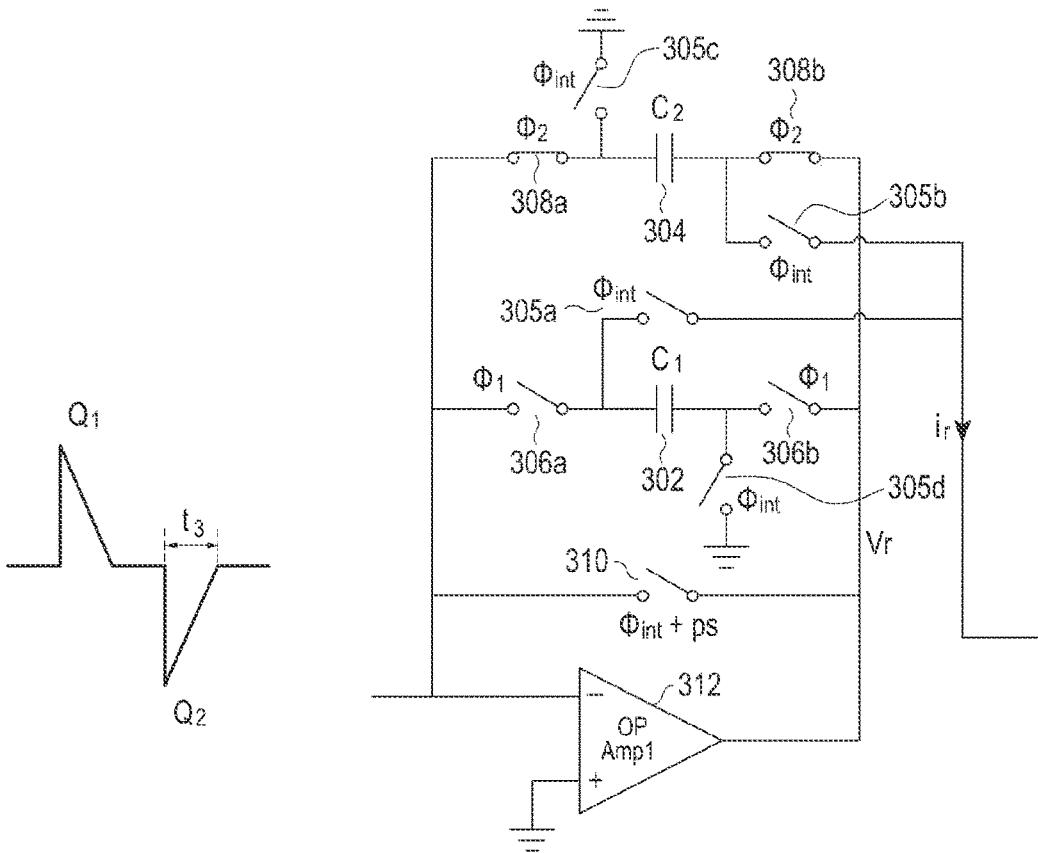 305c
Φint
C2
308b
Φ2
Φ2
308a
304
305b
Φint
Φint
305a
C1
Φ1
Φ1
Q1
306a
302
306b
ir
305d
t3
Φint
Vr
310
Φint + ps
312
Q2
−
OP
Amp1
+